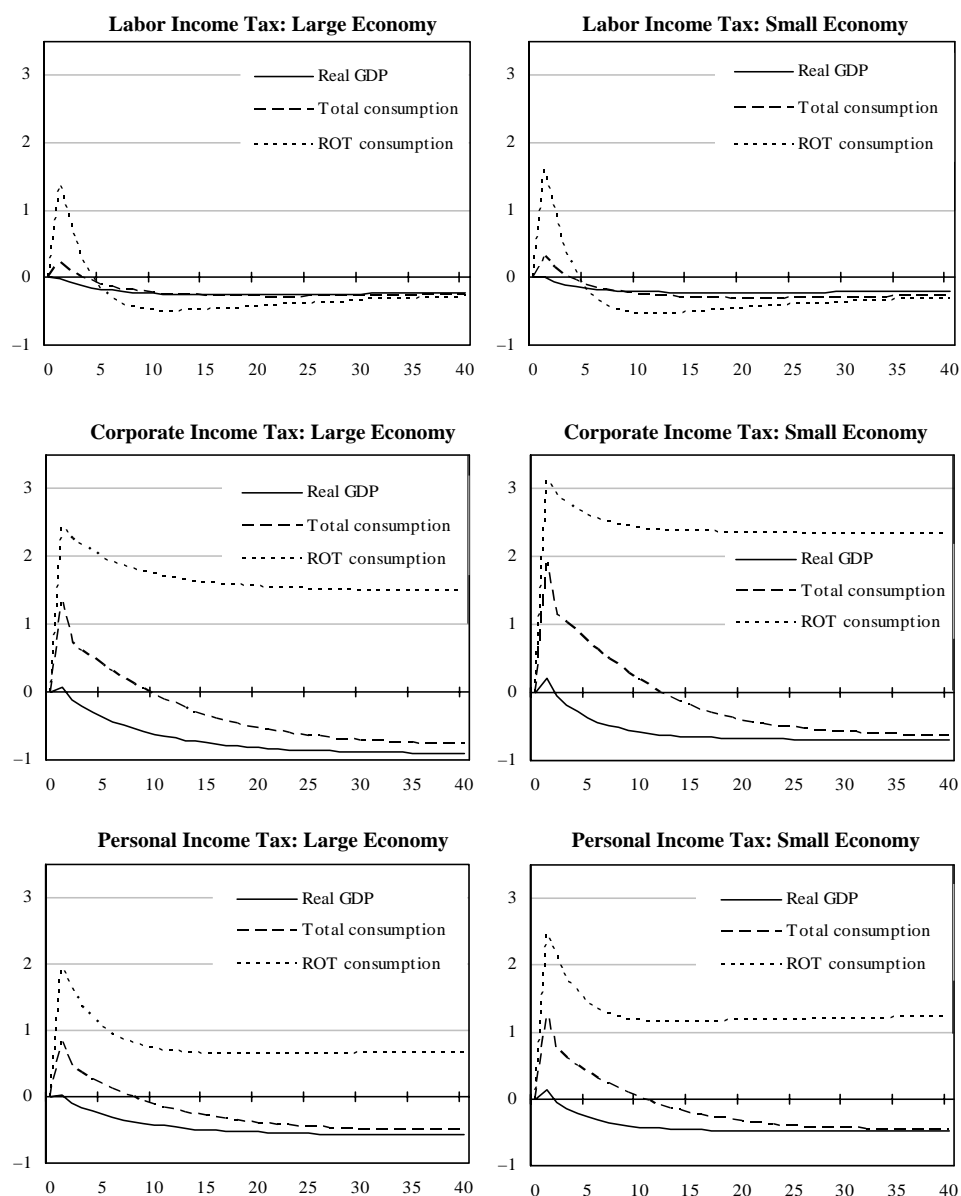 Labor Income Tax: Large Economy
3
2
1
0
–1
Real GDP
Total consumption
ROT consumption
0 5 10 15 20 25 30 35 40
Labor Income Tax: Small Economy
3
2
1
0
–1
Real GDP
Total consumption
ROT consumption
0 5 10 15 20 25 30 35 40
Corporate Income Tax: Large Economy
3
2
1
0
–1
Real GDP
Total consumption
ROT consumption
0 5 10 15 20 25 30 35 40
Corporate Income Tax: Small Economy
3
2
1
0
–1
Real GDP
Total consumption
ROT consumption
0 5 10 15 20 25 30 35 40
Personal Income Tax: Large Economy
3
2
1
0
–1
Real GDP
Total consumption
ROT consumption
0 5 10 15 20 25 30 35 40
Personal Income Tax: Small Economy
3
2
1
0
–1
Real GDP
Total consumption
ROT consumption
0 5 10 15 20 25 30 35 40